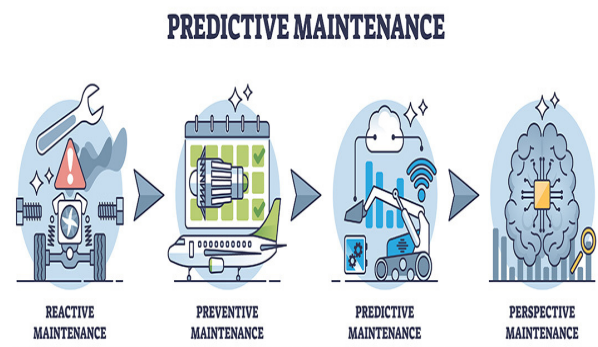 PREDICTIVE MAINTENANCE
REACTIVE
MAINTENANCE
PREVENTIVE
MAINTENANCE
PREDICTIVE
MAINTENANCE
PERSPECTIVE
MAINTENANCE